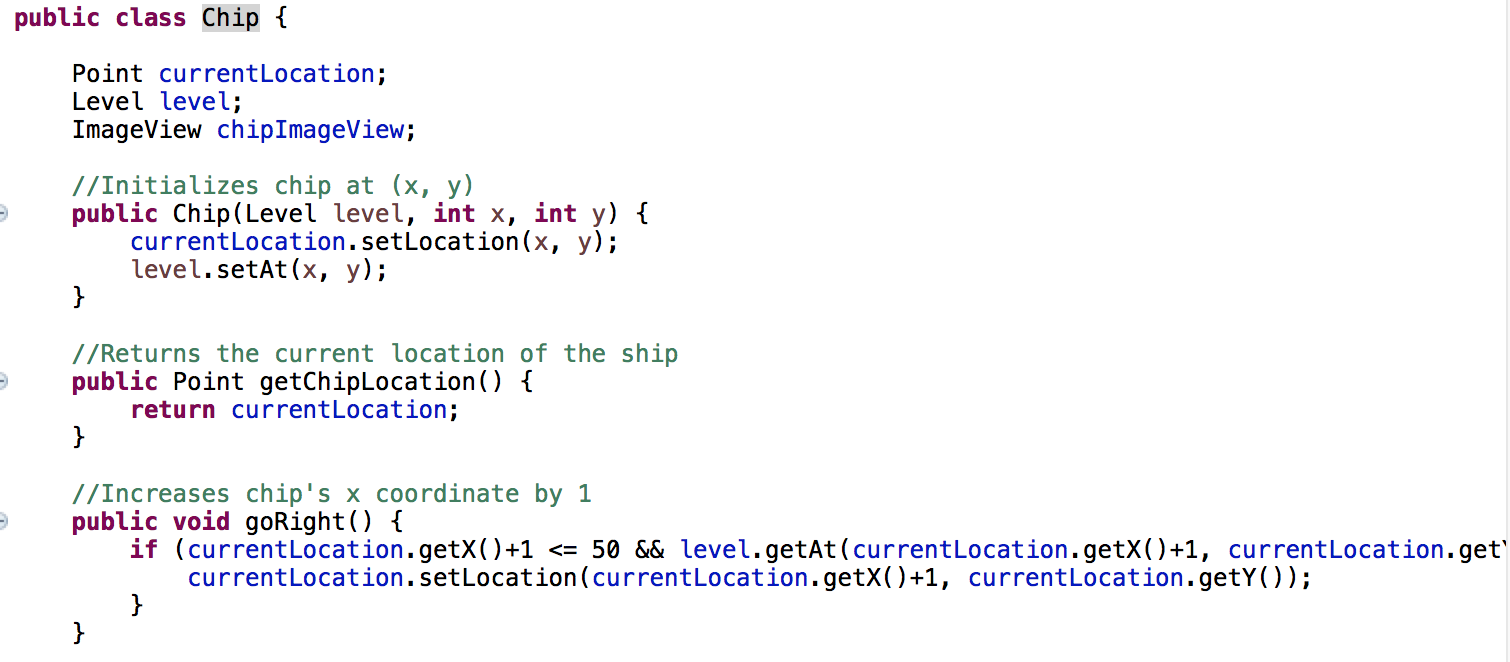 public class Chip {
Point currentLocation;
Level level;
ImageView chipImageView;
//Initializes chip at (x, y)
public Chip(Level level, int x, int y) {
currentLocation.setLocation(x, y);
level.setAt(x, y);
}
//Returns the current location of the ship
public Point getChipLocation() {
return currentLocation;
}
//Increases chip's x coordinate by 1
public void goRight() {
if (currentLocation.getX()+1 <= 50 && level.getAt(currentLocation.getX()+1, currentLocation.get
currentLocation.setLocation(currentLocation.getX()+1, currentLocation.getY());
}
}